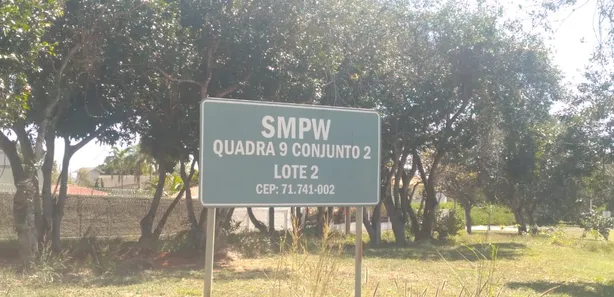 SMPW
QUADRA 9 CONJUNTO 2
LOTE 2
CEP: 71.741-002